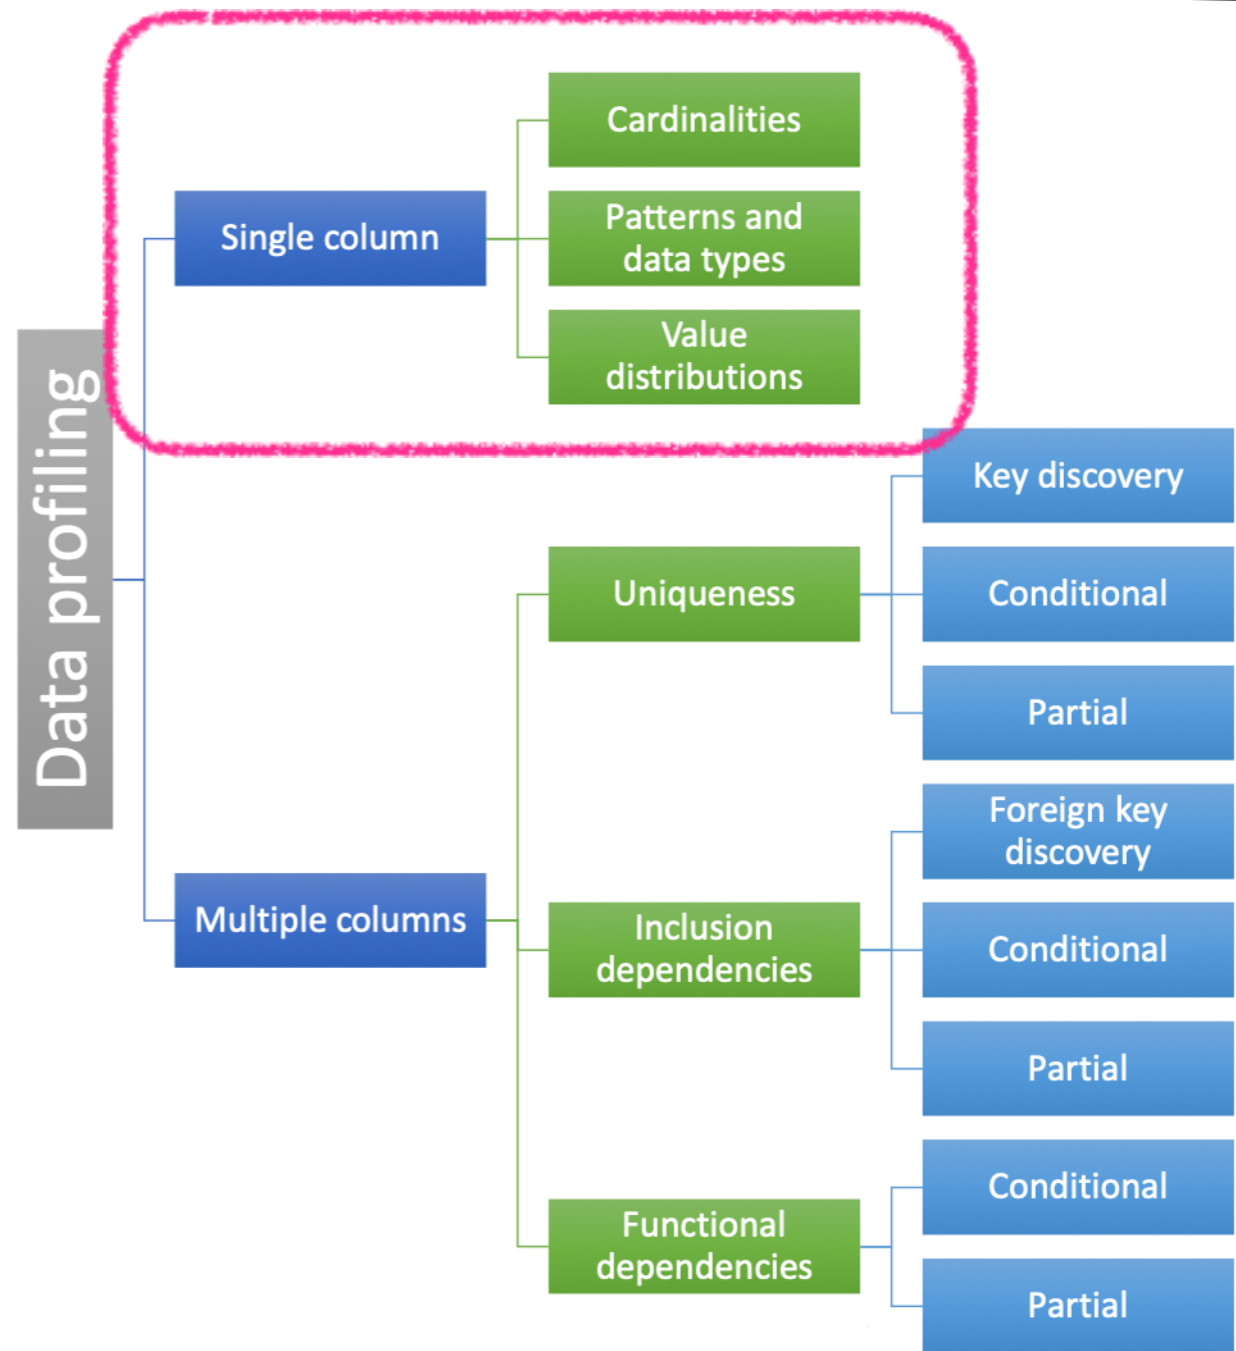 Data profiling
Single column
Cardinalities
Patterns and
data types
Value
distributions
Multiple columns
Uniqueness
Key discovery
Conditional
Partial
Inclusion
dependencies
Foreign key
discovery
Conditional
Partial
Functional
dependencies
Conditional
Partial